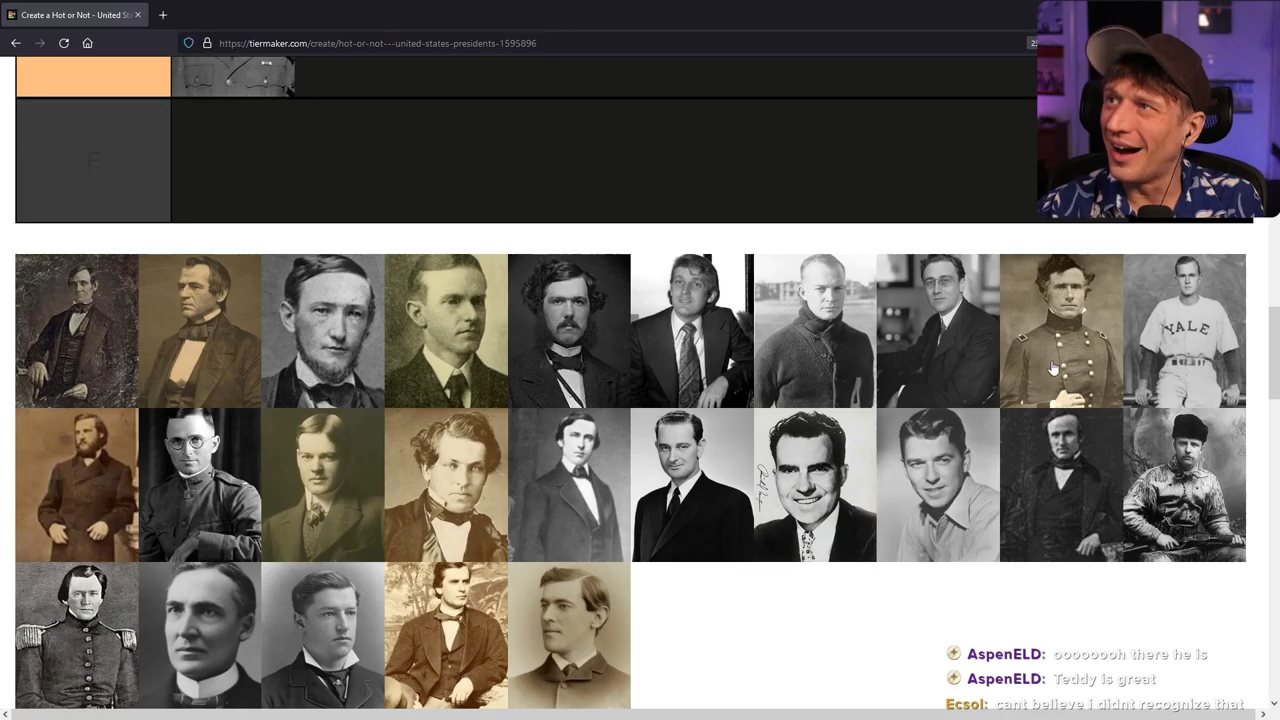 Create a Hot or Not - United St
https://tiermaker.com/create/hot-or-not---united-states-presidents-1595896
F
YALE
AspenELD: oooooooh there he is
AspenELD: Teddy is great
Ecsol: cant believe i didnt recognize that